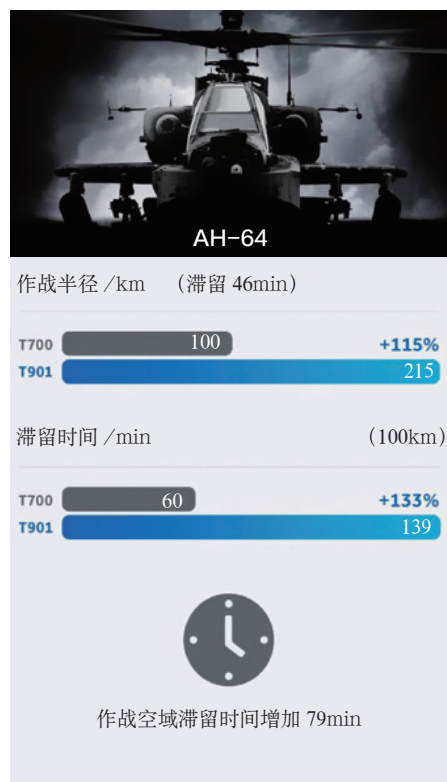 AH-64
作战半径/km （滞留 46min）
T700 100 +115%
T901 215
滞留时间/min （100km）
T700 60 +133%
T901 139
作战空域滞留时间增加 79min